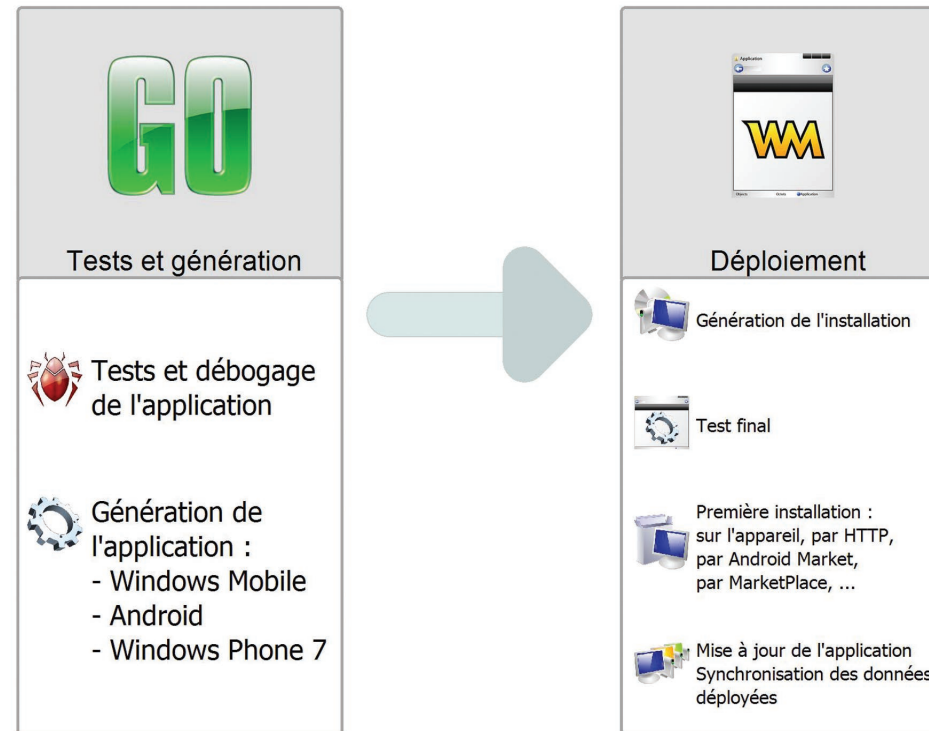 GO
Tests et génération
Tests et débogage
de l'application
Génération de
l'application :
- Windows Mobile
- Android
- Windows Phone 7
Application
WM
Déploiement
Génération de l'installation
Test final
Première installation :
sur l'appareil, par HTTP,
par Android Market,
par MarketPlace, ...
Mise à jour de l'application
Synchronisation des données
déployées